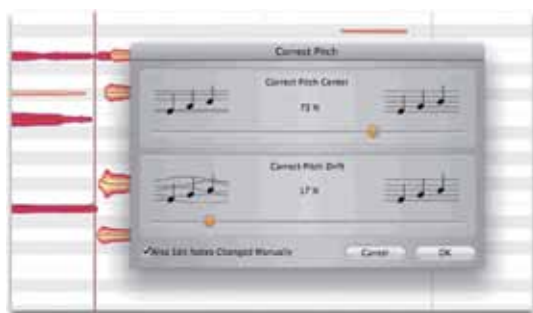 Correct Pitch
Correct Pitch Center
73 %
Correct Pitch Drift
17 %
Also Edit Notes Changed Manually
Cancel
OK